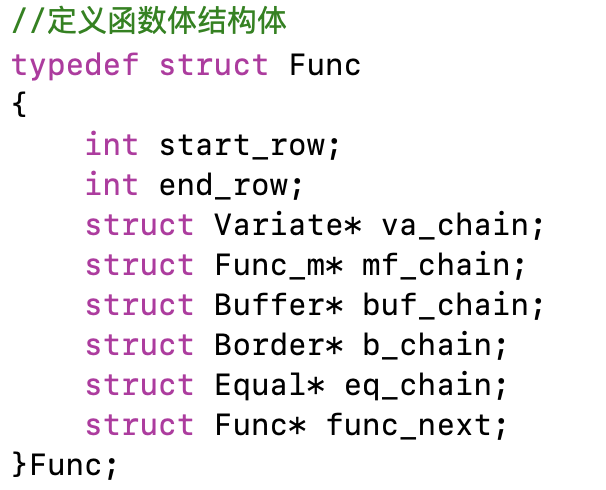 //定义函数体结构体
typedef struct Func
{
    int start_row;
    int end_row;
    struct Variate* va_chain;
    struct Func_m* mf_chain;
    struct Buffer* buf_chain;
    struct Border* b_chain;
    struct Equal* eq_chain;
    struct Func* func_next;
}Func;